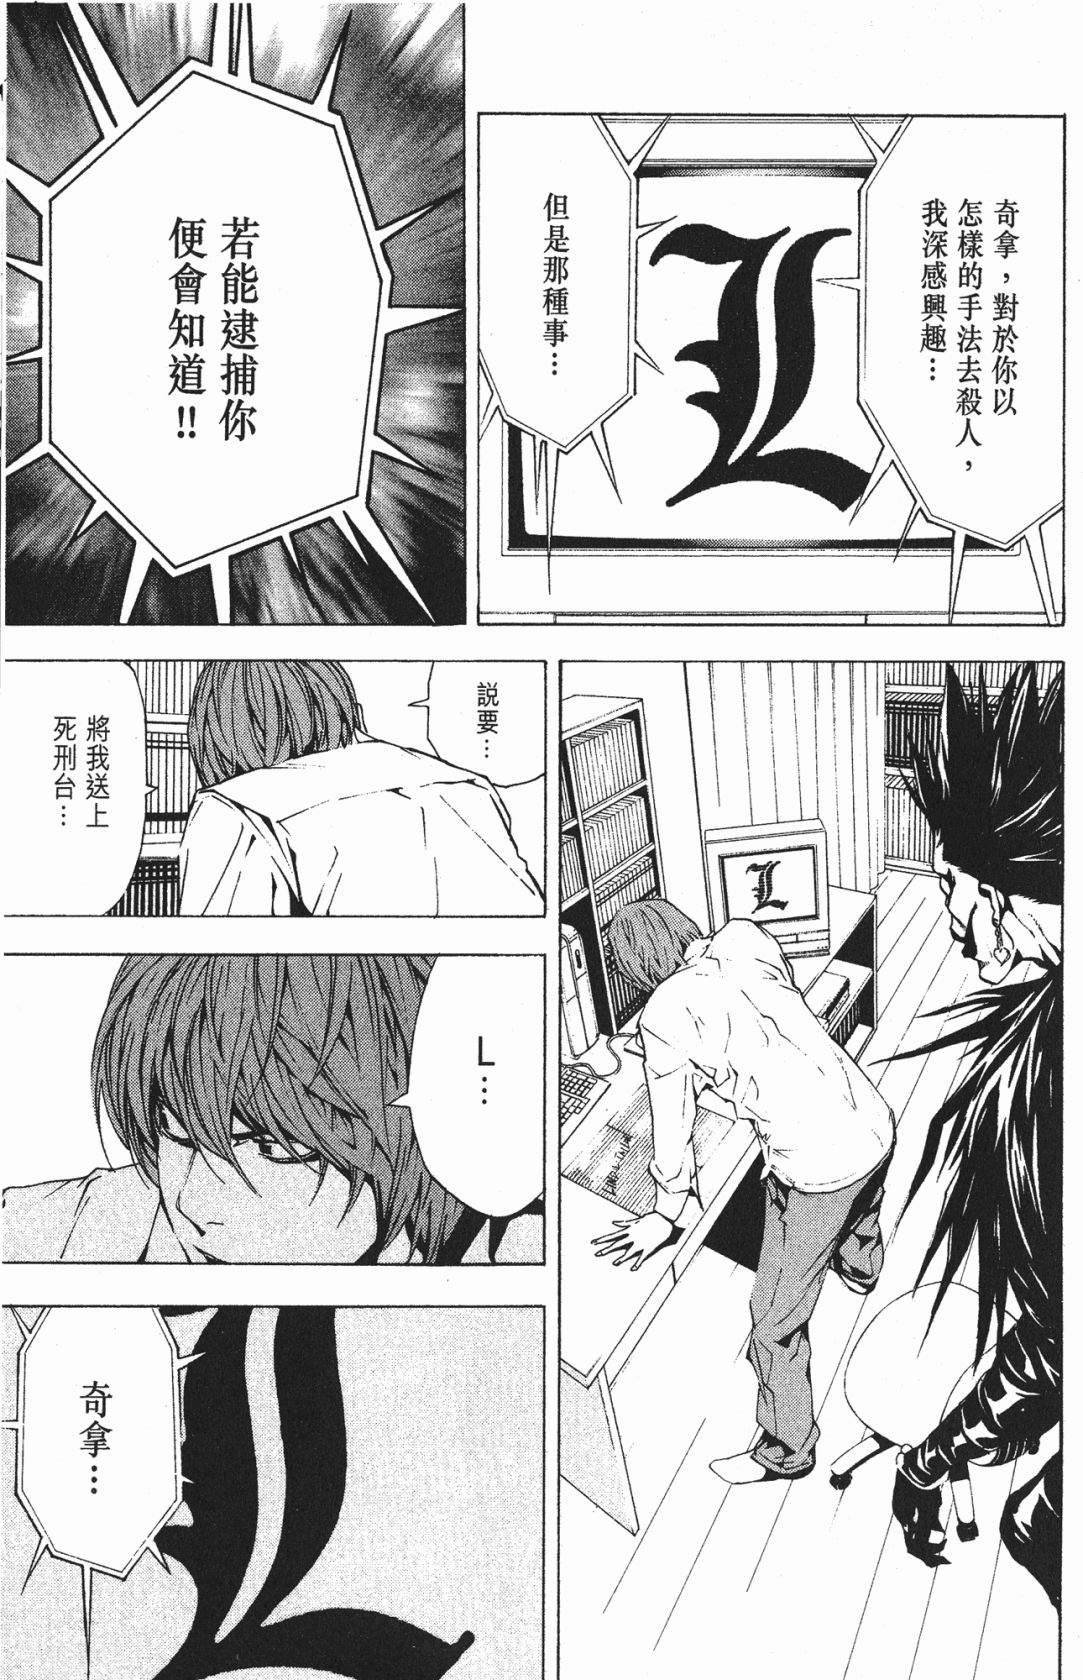 奇拿，對於你以
怎樣的手法去殺人，
我深感興趣…
L
但是那種事…
若能逮捕你
便會知道!!
L
説要…
將我送上
死刑台…
L…
奇拿…